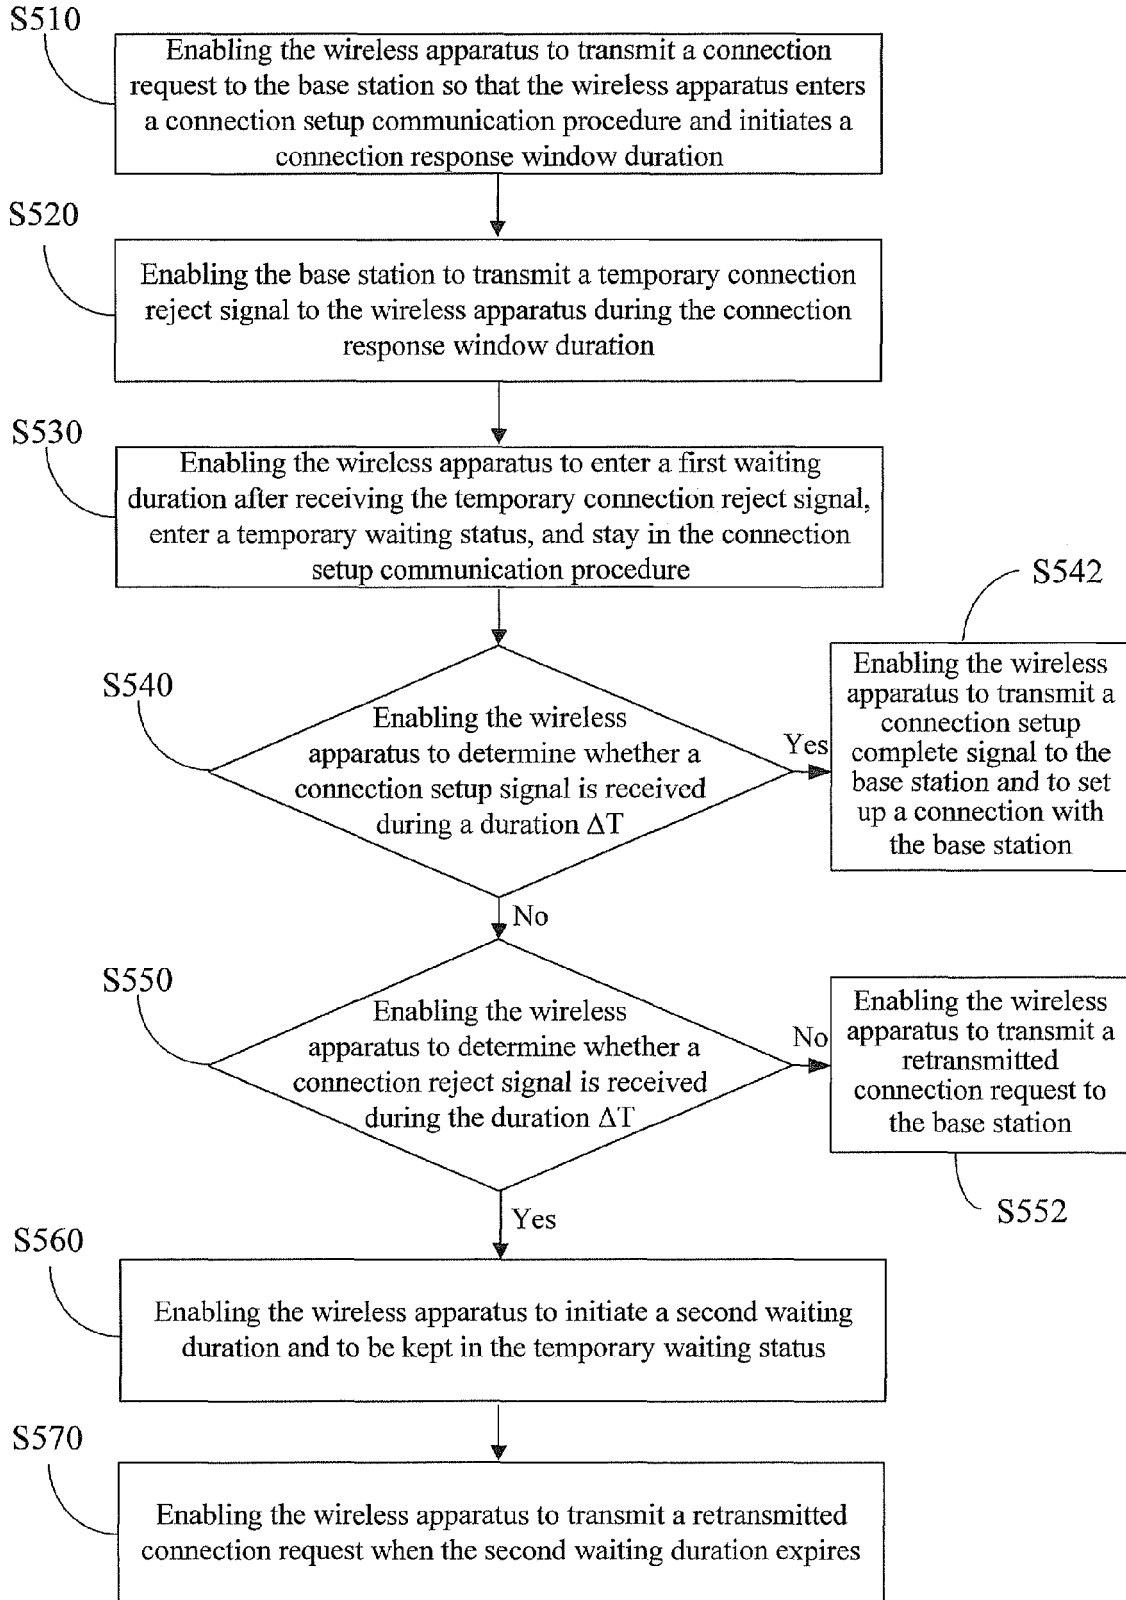 S510
Enabling the wireless apparatus to transmit a connection
request to the base station so that the wireless apparatus enters
a connection setup communication procedure and initiates a
connection response window duration
S520
Enabling the base station to transmit a temporary connection
reject signal to the wireless apparatus during the connection
response window duration
S530
Enabling the wireless apparatus to enter a first waiting
duration after receiving the temporary connection reject signal,
enter a temporary waiting status, and stay in the connection
setup communication procedure
S540
Enabling the wireless
apparatus to determine whether a
connection setup signal is received
during a duration ΔT
Yes
S542
Enabling the wireless
apparatus to transmit a
connection setup
complete signal to the
base station and to set
up a connection with
the base station
No
S550
Enabling the wireless
apparatus to determine whether a
connection reject signal is received
during the duration ΔT
No
Enabling the wireless
apparatus to transmit a
retransmitted
connection request to
the base station
S552
Yes
S560
Enabling the wireless apparatus to initiate a second waiting
duration and to be kept in the temporary waiting status
S570
Enabling the wireless apparatus to transmit a retransmitted
connection request when the second waiting duration expires